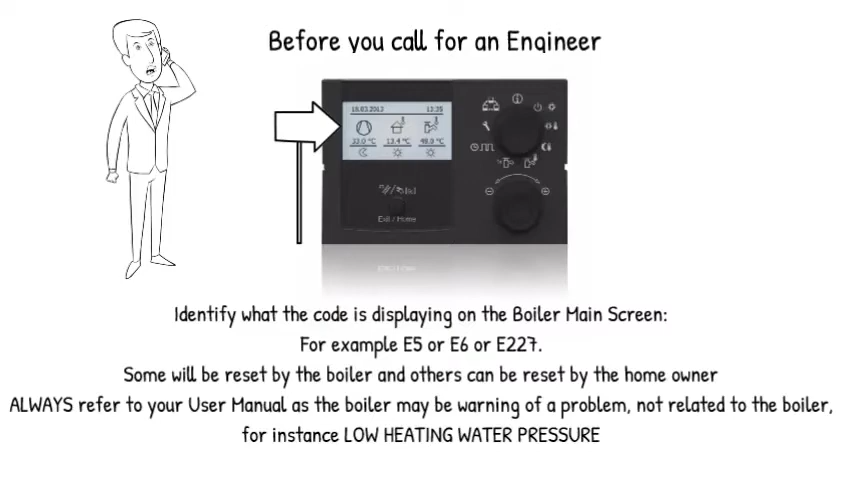 Before you call for an Engineer
18.03.2013 13:35
33.0 °C 13.4 °C 49.0 °C
Exit / Home
Identify what the code is displaying on the Boiler Main Screen:
For example E5 or E6 or E227.
Some will be reset by the boiler and others can be reset by the home owner
ALWAYS refer to your User Manual as the boiler may be warning of a problem, not related to the boiler,
for instance LOW HEATING WATER PRESSURE